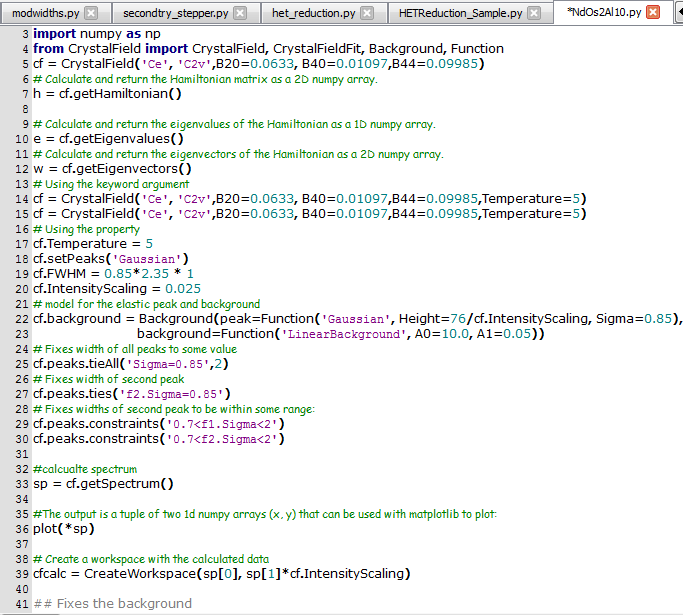 modwidths.py secondtry_stepper.py het_reduction.py HETReduction_Sample.py *NdOs2Al10.py
3 import numpy as np
4 from CrystalField import CrystalField, CrystalFieldFit, Background, Function
5 cf = CrystalField('Ce', 'C2v',B20=0.0633, B40=0.01097,B44=0.09985)
6 # Calculate and return the Hamiltonian matrix as a 2D numpy array.
7 h = cf.getHamiltonian()
8
9 # Calculate and return the eigenvalues of the Hamiltonian as a 1D numpy array.
10 e = cf.getEigenvalues()
11 # Calculate and return the eigenvectors of the Hamiltonian as a 2D numpy array.
12 w = cf.getEigenvectors()
13 # Using the keyword argument
14 cf = CrystalField('Ce', 'C2v',B20=0.0633, B40=0.01097,B44=0.09985,Temperature=5)
15 cf = CrystalField('Ce', 'C2v',B20=0.0633, B40=0.01097,B44=0.09985,Temperature=5)
16 # Using the property
17 cf.Temperature = 5
18 cf.setPeaks('Gaussian')
19 cf.FWHM = 0.85*2.35 * 1
20 cf.IntensityScaling = 0.025
21 # model for the elastic peak and background
22 cf.background = Background(peak=Function('Gaussian', Height=76/cf.IntensityScaling, Sigma=0.85),
23 background=Function('LinearBackground', A0=10.0, A1=0.05))
24 # Fixes width of all peaks to some value
25 cf.peaks.tieAll('Sigma=0.85',2)
26 # Fixes width of second peak
27 cf.peaks.ties('f2.Sigma=0.85')
28 # Fixes widths of second peak to be within some range:
29 cf.peaks.constraints('0.7<f1.Sigma<2')
30 cf.peaks.constraints('0.7<f2.Sigma<2')
31
32 #calcualte spectrum
33 sp = cf.getSpectrum()
34
35 #The output is a tuple of two 1d numpy arrays (x, y) that can be used with matplotlib to plot:
36 plot(*sp)
37
38 # Create a workspace with the calculated data
39 cfcalc = CreateWorkspace(sp[0], sp[1]*cf.IntensityScaling)
40
41 ## Fixes the background